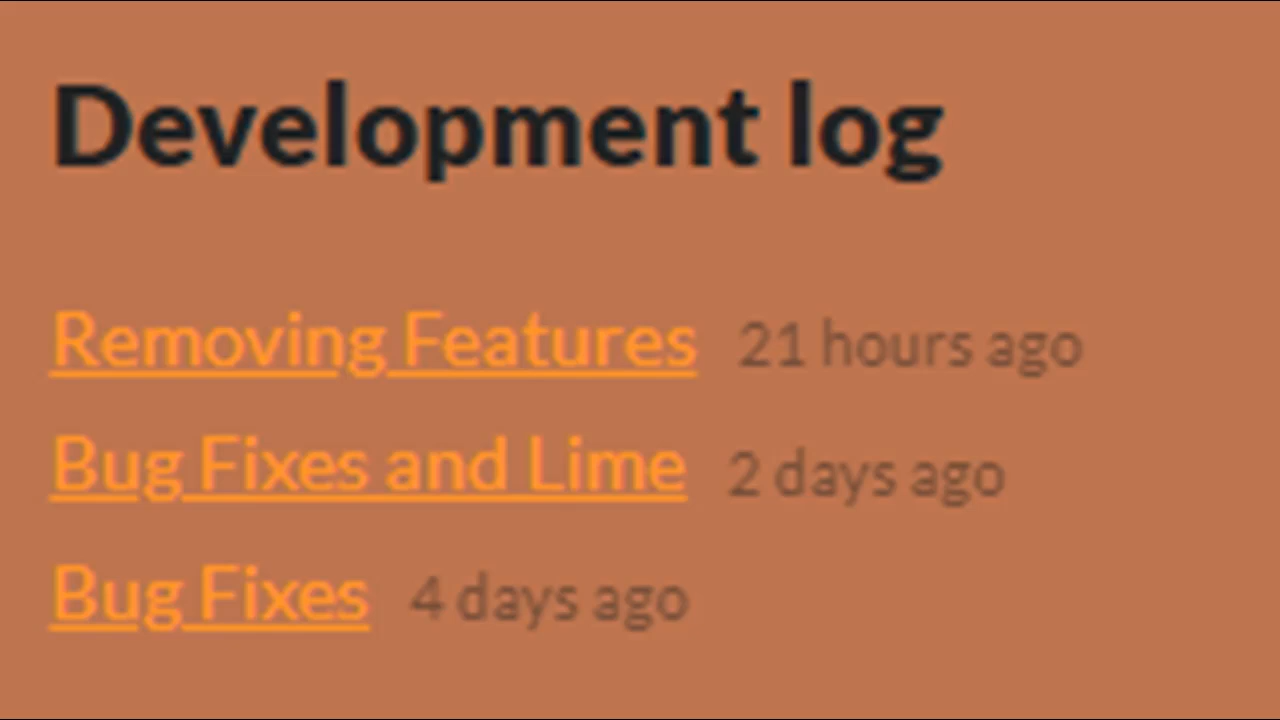 Development log
Removing Features 21 hours ago
Bug Fixes and Lime 2 days ago
Bug Fixes 4 days ago